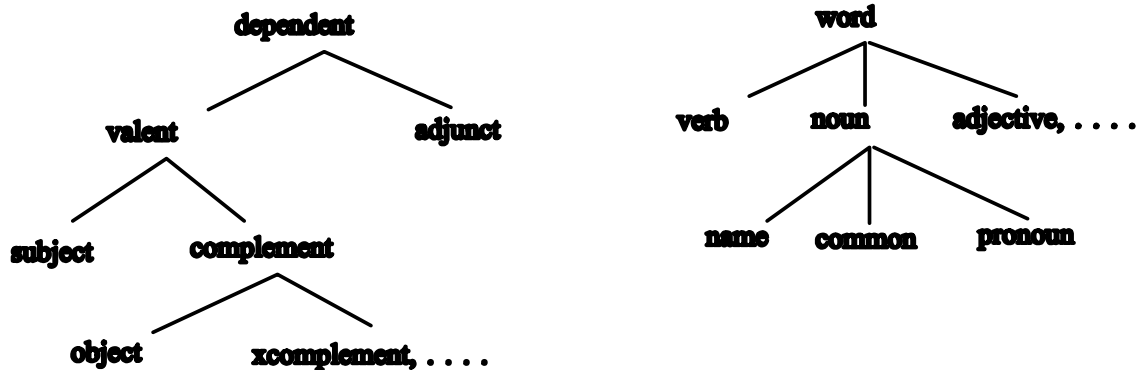 dependent
valent adjunct
subject complement
object xcomplement, . . . .
word
verb noun adjective, . . . .
name common pronoun